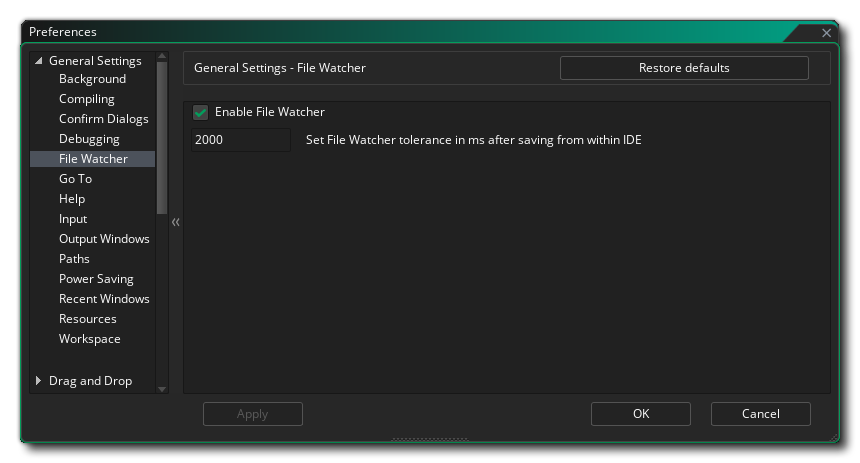 Preferences
General Settings
Background
Compiling
Confirm Dialogs
Debugging
File Watcher
Go To
Help
Input
Output Windows
Paths
Power Saving
Recent Windows
Resources
Workspace
Drag and Drop
General Settings - File Watcher
Restore defaults
Enable File Watcher
2000 Set File Watcher tolerance in ms after saving from within IDE
Apply
OK
Cancel